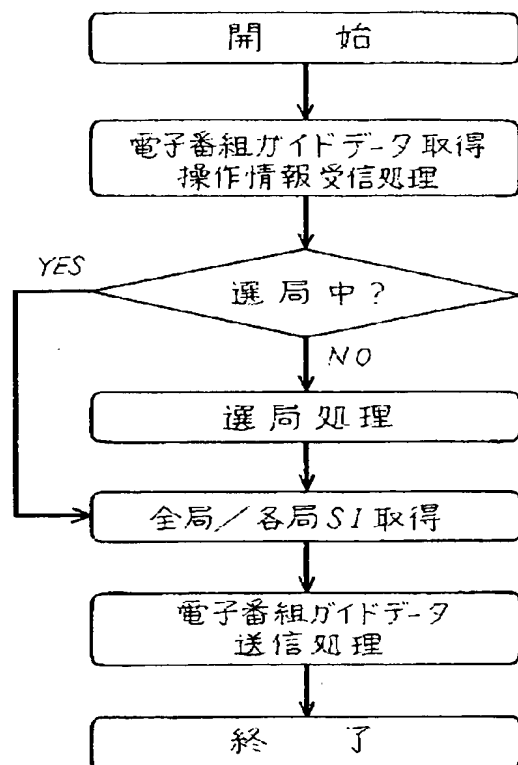 開 始
電子番組ガイドデータ取得
操作情報受信処理
YES
選局中?
NO
選局処理
全局/各局SI取得
電子番組ガイドデータ
送信処理
終 了